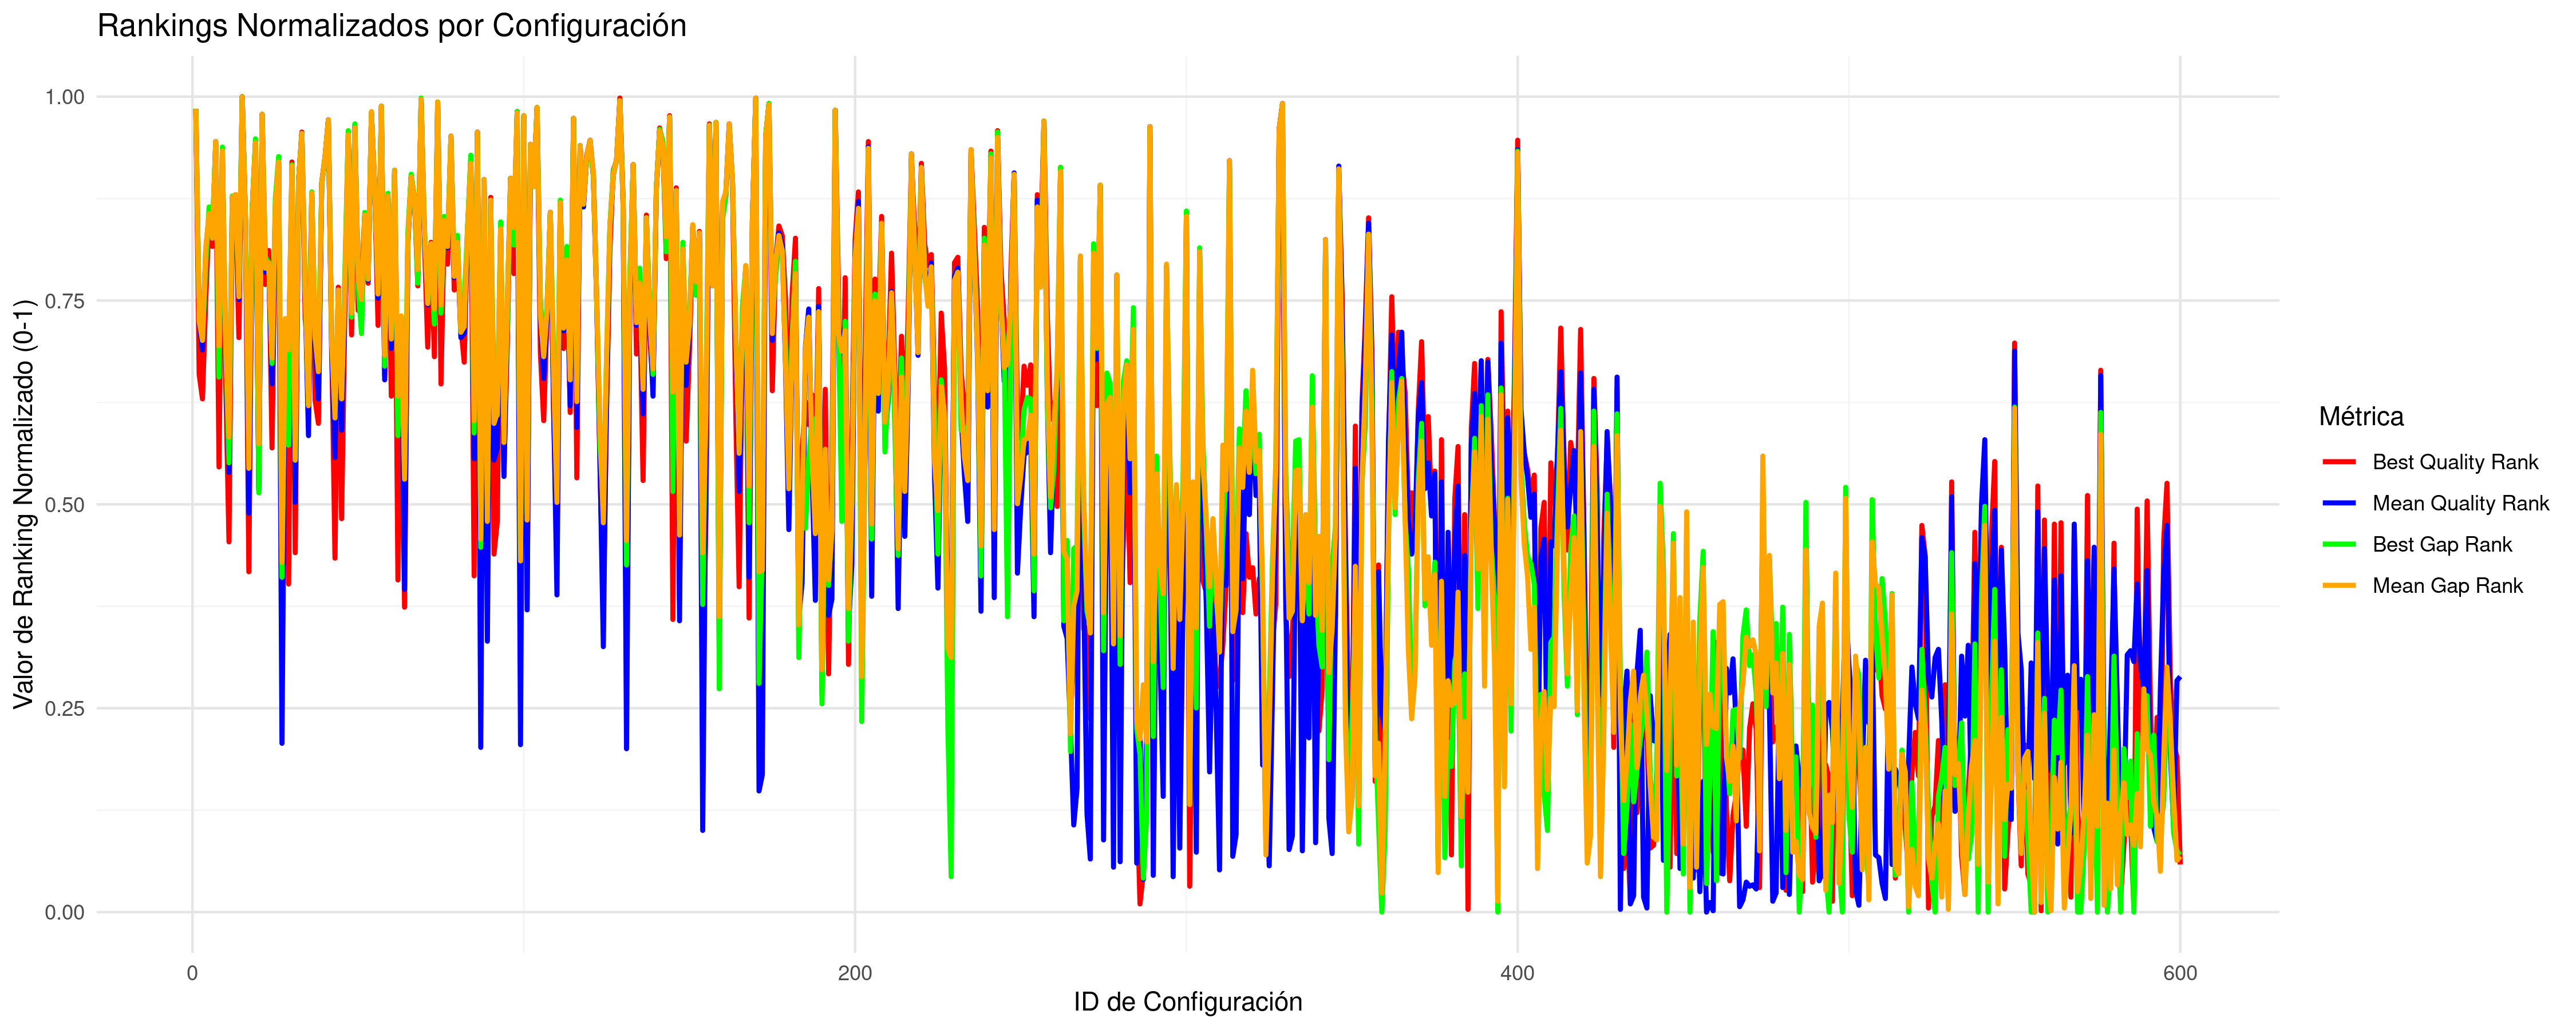 Rankings Normalizados por Configuración
Valor de Ranking Normalizado (0-1)
1.00
0.75
0.50
0.25
0.00
0
200
400
600
ID de Configuración
Métrica
Best Quality Rank
Mean Quality Rank
Best Gap Rank
Mean Gap Rank